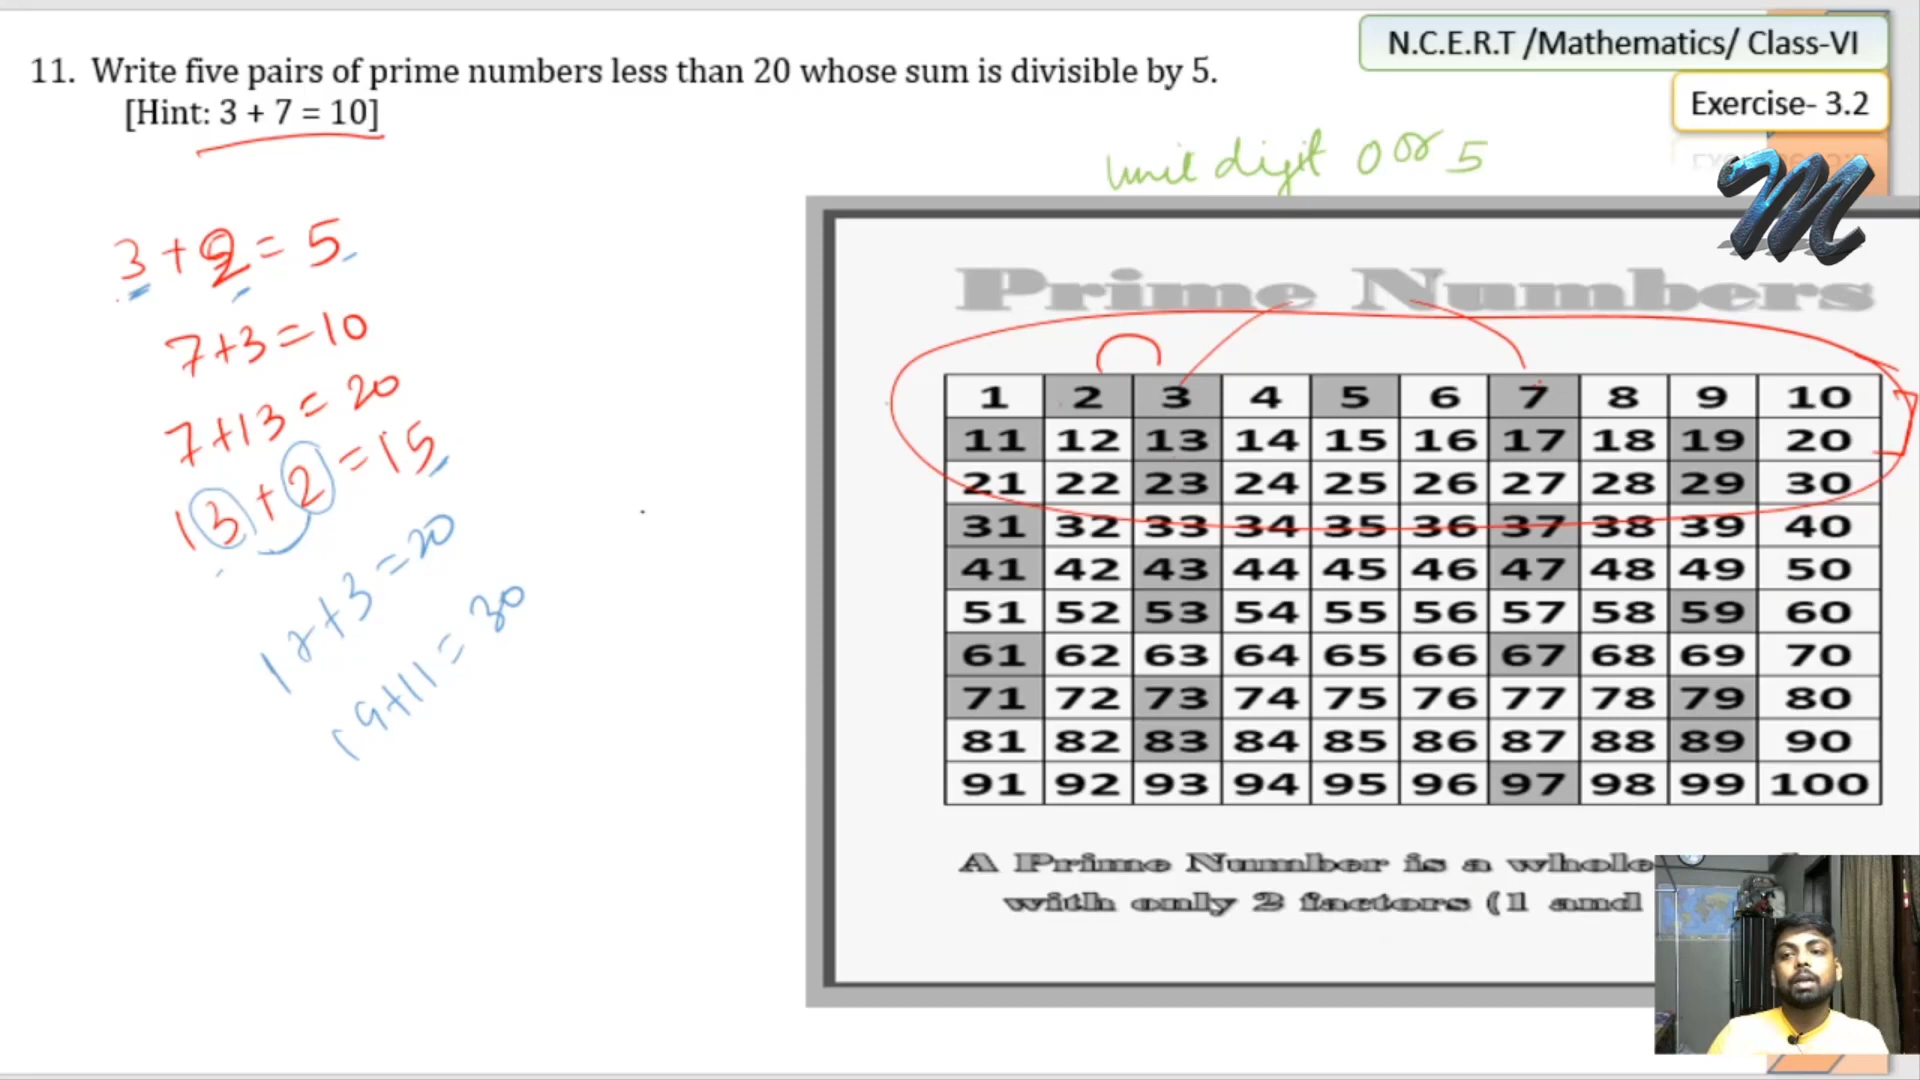 11. Write five pairs of prime numbers less than 20 whose sum is divisible by 5.
[Hint: 3 + 7 = 10]
N.C.E.R.T /Mathematics/ Class-VI
Exercise- 3.2
unit digit 0 or 5
M
3 + 2 = 5
7+3=10
7+13=20
13+2=15
17+3=20
19+11=30
Prime Numbers
1 2 3 4 5 6 7 8 9 10
11 12 13 14 15 16 17 18 19 20
21 22 23 24 25 26 27 28 29 30
31 32 33 34 35 36 37 38 39 40
41 42 43 44 45 46 47 48 49 50
51 52 53 54 55 56 57 58 59 60
61 62 63 64 65 66 67 68 69 70
71 72 73 74 75 76 77 78 79 80
81 82 83 84 85 86 87 88 89 90
91 92 93 94 95 96 97 98 99 100
A Prime Number is a whole
with only 2 factors (1 and